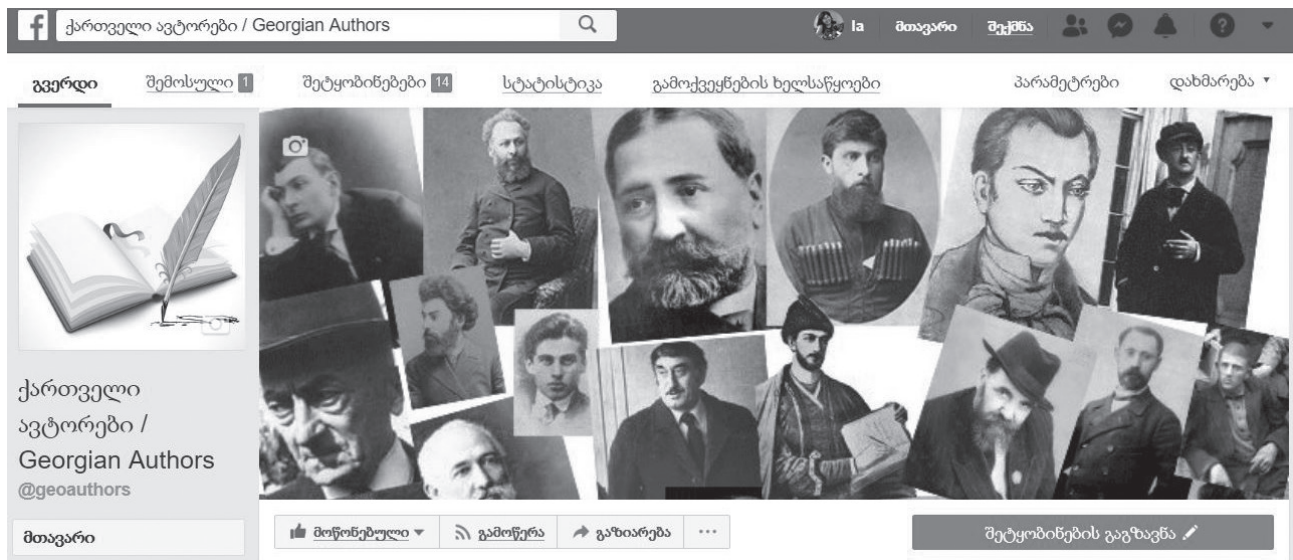 ქართველი ავტორები / Georgian Authors
Ia მთავარი შექმნა
გვერდი შემოსული 1 შეტყობინებები 14 სტატისტიკა გამოქვეყნების ხელსაწყოები პარამეტრები დახმარება
ქართველი
ავტორები /
Georgian Authors
@geoauthors
მთავარი
მოწონებული გამოწერა გაზიარება ...
შეტყობინების გაგზავნა